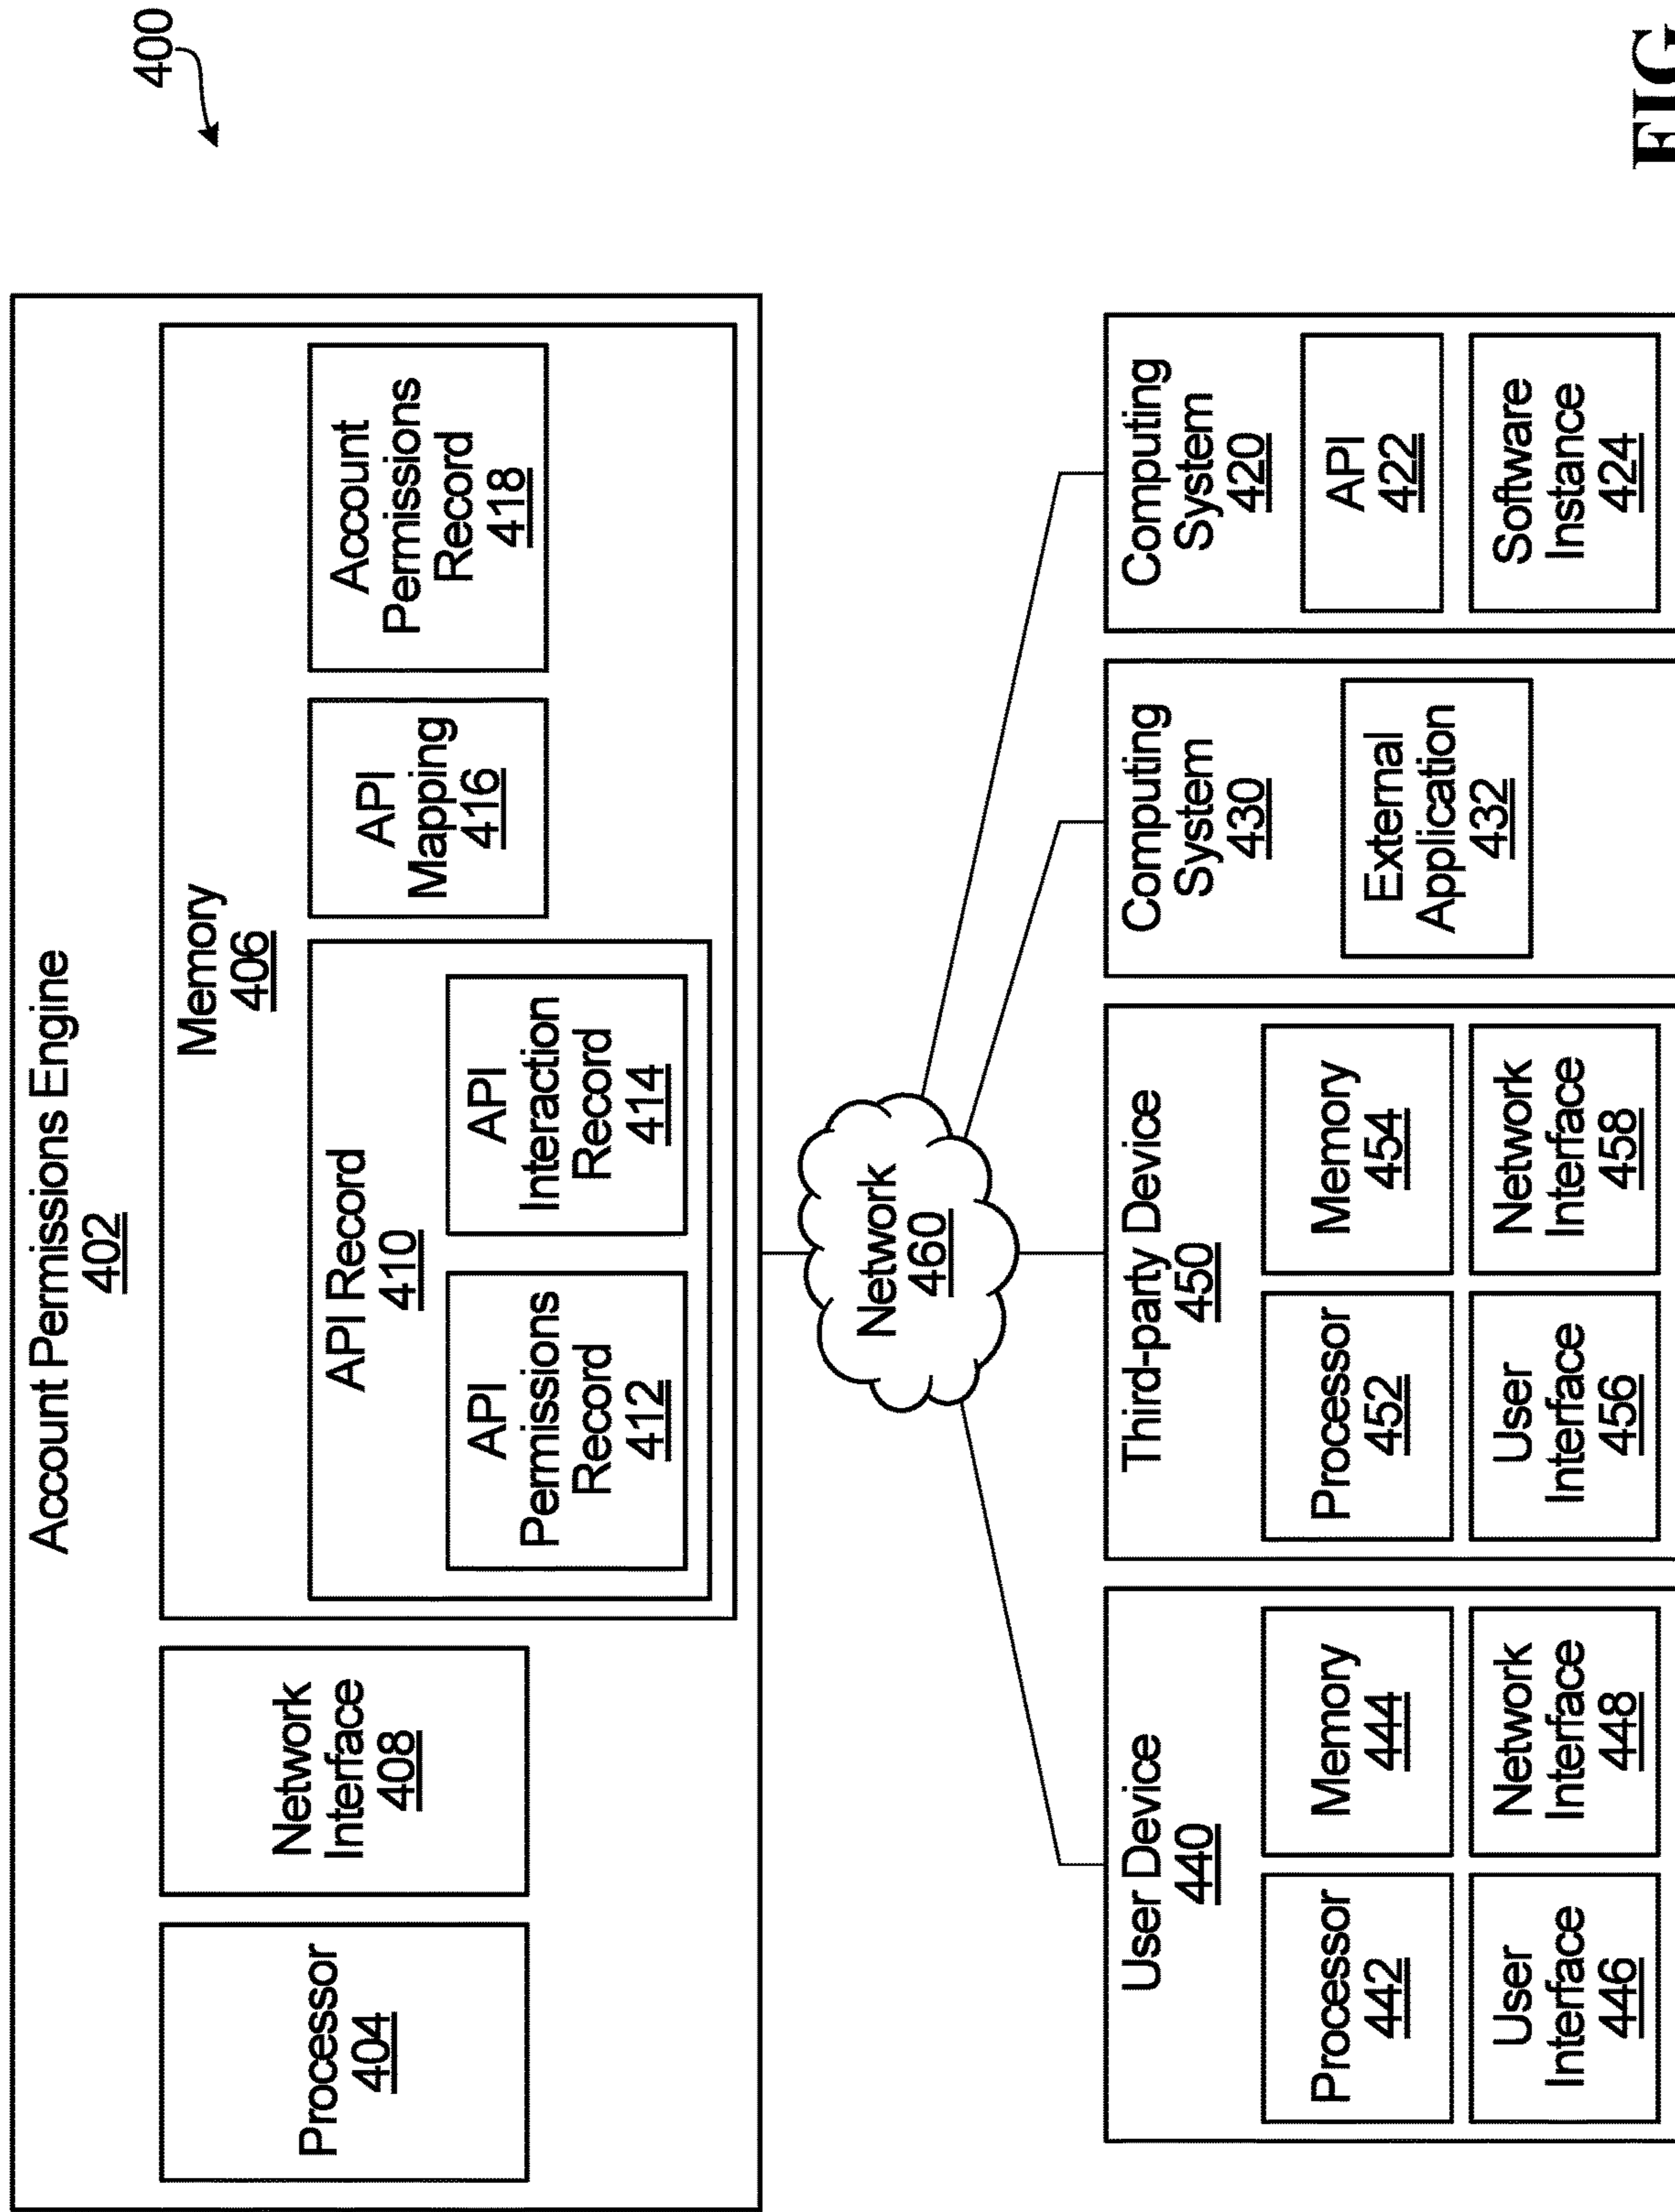 400
Account Permissions Engine
402
Processor
404
Network
Interface
408
Memory
406
API Record
410
API
Permissions
Record
412
API
Interaction
Record
414
API
Mapping
416
Account
Permissions
Record
418
Network
460
User Device
440
Processor
442
Memory
444
User
Interface
446
Network
Interface
448
Third-party Device
450
Processor
452
Memory
454
User
Interface
456
Network
Interface
458
Computing
System
430
External
Application
432
Computing
System
420
API
422
Software
Instance
424
FIG